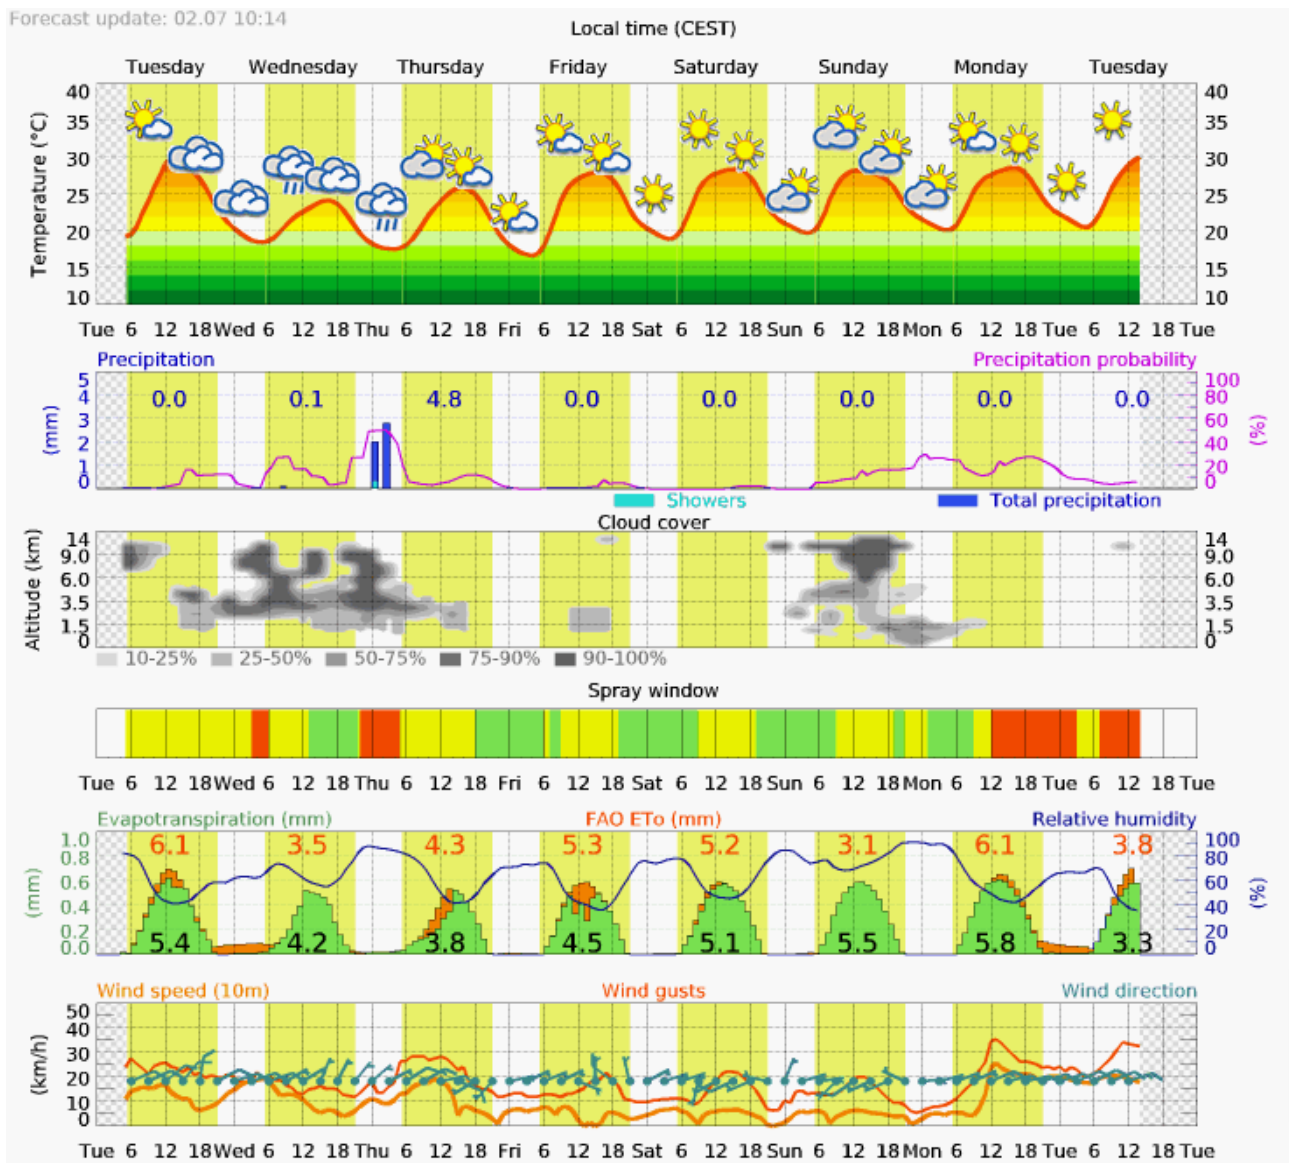 Forecast update: 02.07 10:14
Local time (CEST)
Tuesday Wednesday Thursday Friday Saturday Sunday Monday Tuesday
Temperature (°C)
40 40
35 35
30 30
25 25
20 20
15 15
10 10
Tue 6 12 18 Wed 6 12 18 Thu 6 12 18 Fri 6 12 18 Sat 6 12 18 Sun 6 12 18 Mon 6 12 18 Tue 6 12 18 Tue
Precipitation Precipitation probability
(mm) (%)
5 100
4 0.0 0.1 4.8 0.0 0.0 0.0 0.0 0.0 80
3 60
2 40
1 20
0 0
Showers Total precipitation
Cloud cover
Altitude (km)
14 14
9.0 9.0
6.0 6.0
3.5 3.5
1.5 1.5
0 0
10-25% 25-50% 50-75% 75-90% 90-100%
Spray window
Tue 6 12 18 Wed 6 12 18 Thu 6 12 18 Fri 6 12 18 Sat 6 12 18 Sun 6 12 18 Mon 6 12 18 Tue 6 12 18 Tue
Evapotranspiration (mm) FAO ETo (mm) Relative humidity
(mm) (%)
1.0 6.1 3.5 4.3 5.3 5.2 3.1 6.1 3.8 100
0.8 80
0.6 60
0.4 40
0.2 20
0.0 5.4 4.2 3.8 4.5 5.1 5.5 5.8 3.3 0
Wind speed (10m) Wind gusts Wind direction
(km/h)
50
40
30
20
10
0
Tue 6 12 18 Wed 6 12 18 Thu 6 12 18 Fri 6 12 18 Sat 6 12 18 Sun 6 12 18 Mon 6 12 18 Tue 6 12 18 Tue